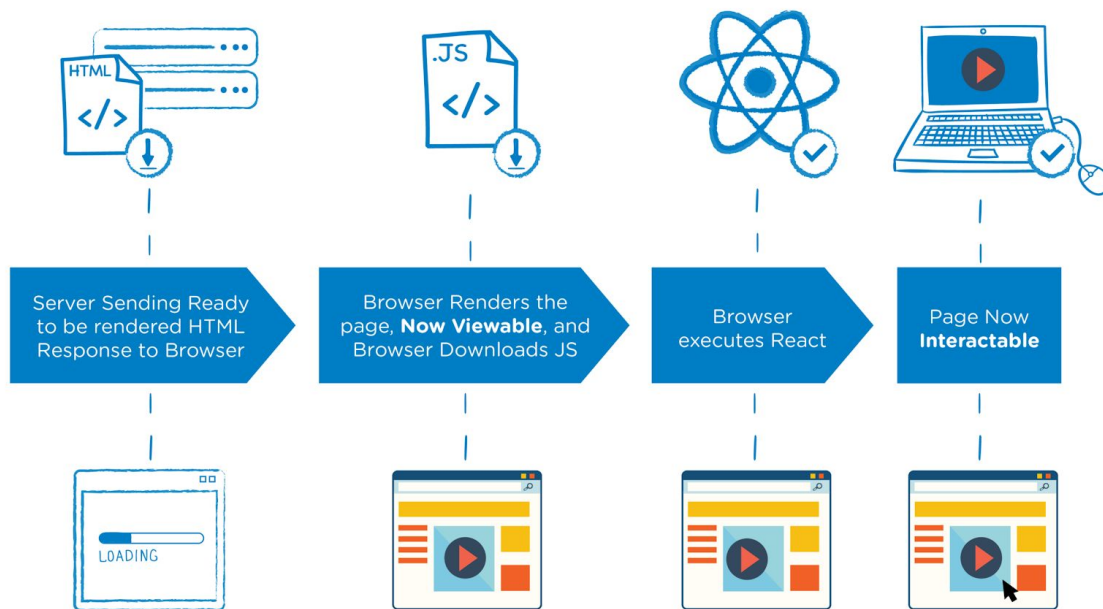 HTML
</>
.JS
</>
Server Sending Ready
to be rendered HTML
Response to Browser
Browser Renders the
page, Now Viewable, and
Browser Downloads JS
Browser
executes React
Page Now
Interactable
LOADING